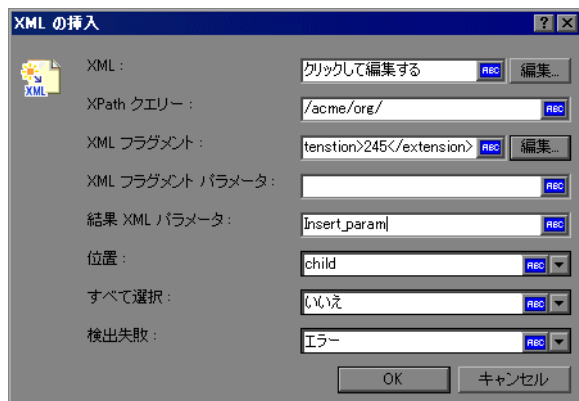 XML の挿入
XML
XML : クリックして編集する ABC 編集...
XPath クエリー : /acme/org/ ABC
XML フラグメント : tenstion>245</extension> ABC 編集...
XML フラグメント パラメータ : ABC
結果 XML パラメータ : Insert_param ABC
位置 : child ABC
すべて選択 : いいえ ABC
検出失敗 : エラー ABC
OK キャンセル